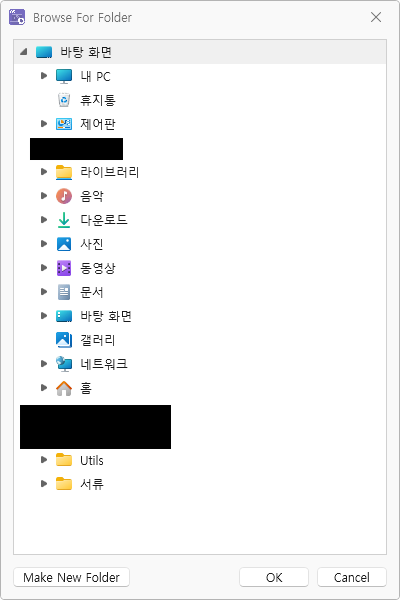 Browse For Folder
바탕 화면
내 PC
휴지통
제어판
라이브러리
음악
다운로드
사진
동영상
문서
바탕 화면
갤러리
네트워크
홈
Utils
서류
Make New Folder
OK
Cancel